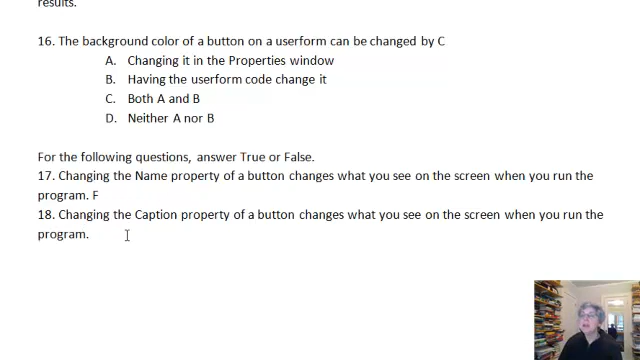 results.
16. The background color of a button on a userform can be changed by C
A. Changing it in the Properties window
B. Having the userform code change it
C. Both A and B
D. Neither A nor B
For the following questions, answer True or False.
17. Changing the Name property of a button changes what you see on the screen when you run the
program. F
18. Changing the Caption property of a button changes what you see on the screen when you run the
program.